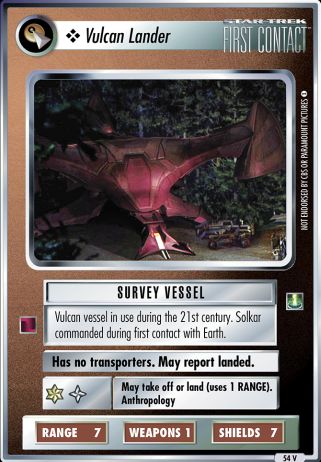 ❖ Vulcan Lander
STAR TREK
FIRST CONTACT
NOT ENDORSED BY CBS OR PARAMOUNT PICTURES
SURVEY VESSEL
Vulcan vessel in use during the 21st century. Solkar
commanded during first contact with Earth.
Has no transporters. May report landed.
May take off or land (uses 1 RANGE).
Anthropology
RANGE 7 WEAPONS 1 SHIELDS 7
54 V